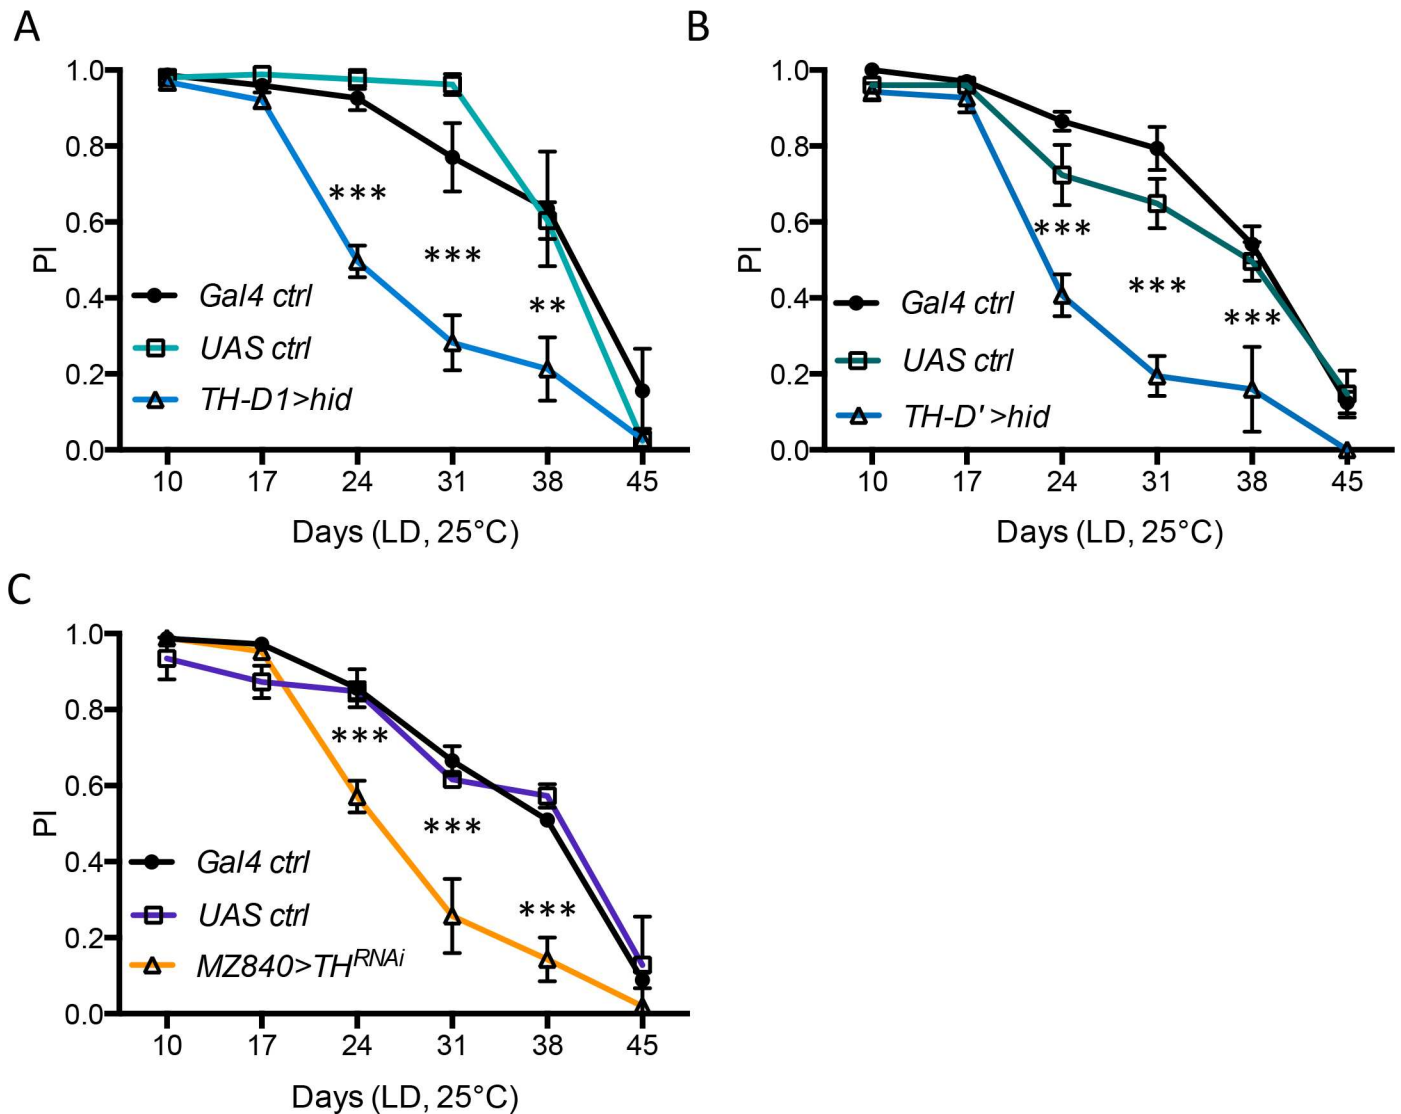 A
1.0
0.8
0.6
0.4
0.2
0.0
PI
***
***
**
Gal4 ctrl
UAS ctrl
TH-D1>hid
10 17 24 31 38 45
Days (LD, 25°C)
B
1.0
0.8
0.6
0.4
0.2
0.0
PI
***
***
***
Gal4 ctrl
UAS ctrl
TH-D'>hid
10 17 24 31 38 45
Days (LD, 25°C)
C
1.0
0.8
0.6
0.4
0.2
0.0
PI
***
***
***
Gal4 ctrl
UAS ctrl
MZ840>TH^RNAi
10 17 24 31 38 45
Days (LD, 25°C)